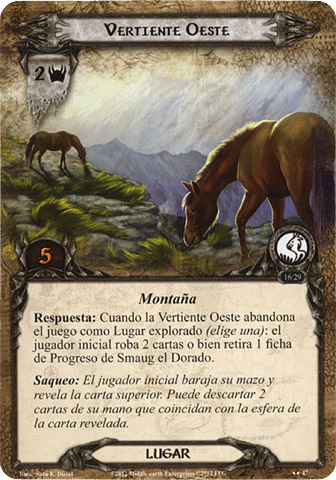 Vertiente Oeste
2
5
16/29
Montaña
Respuesta: Cuando la Vertiente Oeste abandona
el juego como Lugar explorado (elige una): el
jugador inicial roba 2 cartas o bien retira 1 ficha
de Progreso de Smaug el Dorado.
Saqueo: El jugador inicial baraja su mazo y
revela la carta superior. Puede descartar 2
cartas de su mano que coincidan con la esfera
de la carta revelada.
LUGAR
©2012 Middle-earth Enterprises ©2012 FFG